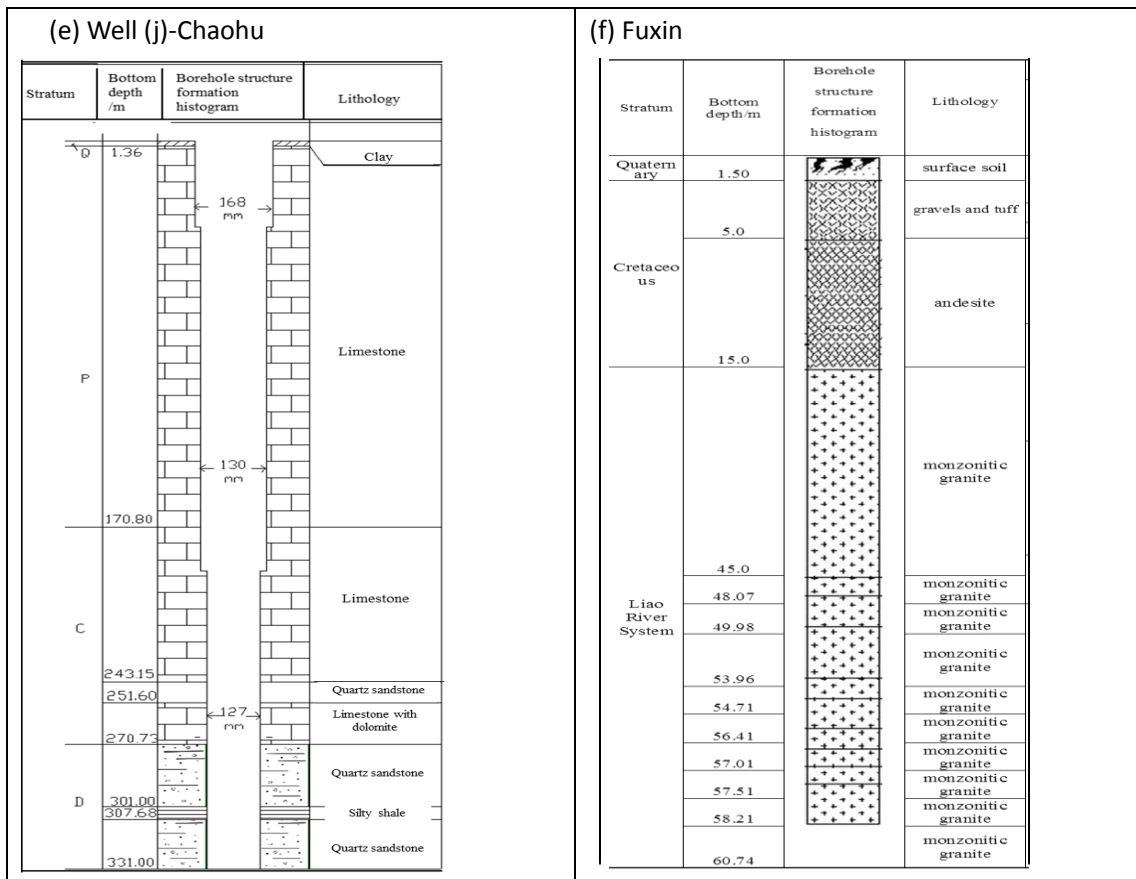 (e) Well (j)-Chaohu
Stratum
Bottom
depth
/m
Borehole structure
formation
histogram
Lithology
Q
1.36
Clay
168
mm
Limestone
P
130
mm
170.80
Limestone
C
243.15
Quartz sandstone
251.60
127
mm
Limestone with
dolomite
270.73
Quartz sandstone
D
301.00
307.68
Silty shale
Quartz sandstone
331.00
(f) Fuxin
Stratum
Bottom
depth/m
Borehole
structure
formation
histogram
Lithology
Quatern
ary
1.50
surface soil
gravels and tuff
5.0
Cretaceo
us
andesite
15.0
monzonitic
granite
45.0
Liao
River
System
monzonitic
granite
48.07
monzonitic
granite
49.98
monzonitic
granite
53.96
monzonitic
granite
54.71
monzonitic
granite
56.41
monzonitic
granite
57.01
monzonitic
granite
57.51
monzonitic
granite
58.21
monzonitic
granite
60.74